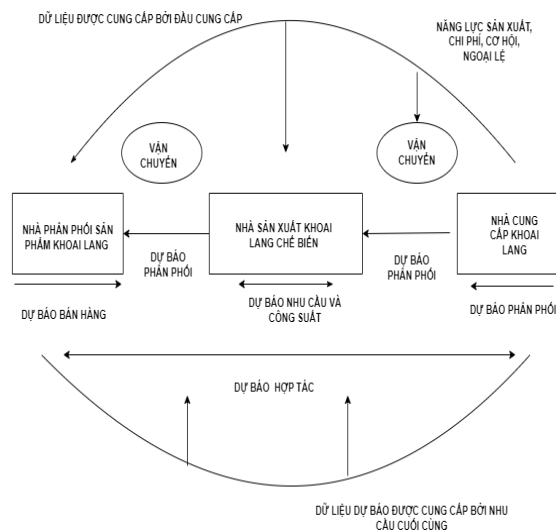 DỮ LIỆU ĐƯỢC CUNG CẤP BỞI ĐẦU CUNG CẤP
NĂNG LỰC SẢN XUẤT,
CHI PHÍ, CƠ HỘI,
NGOẠI LỆ
VẬN
CHUYỂN
VẬN
CHUYỂN
NHÀ PHÂN PHỐI SẢN
PHẨM KHOAI LANG
NHÀ SẢN XUẤT KHOAI
LANG CHẾ BIẾN
NHÀ CUNG
CẤP KHOAI
LANG
DỰ BÁO
PHÂN PHỐI
DỰ BÁO
PHÂN PHỐI
DỰ BÁO BÁN HÀNG
DỰ BÁO NHU CẦU VÀ
CÔNG SUẤT
DỰ BÁO PHÂN PHỐI
DỰ BÁO HỢP TÁC
DỮ LIỆU DỰ BÁO ĐƯỢC CUNG CẤP BỞI NHU
CẦU CUỐI CÙNG